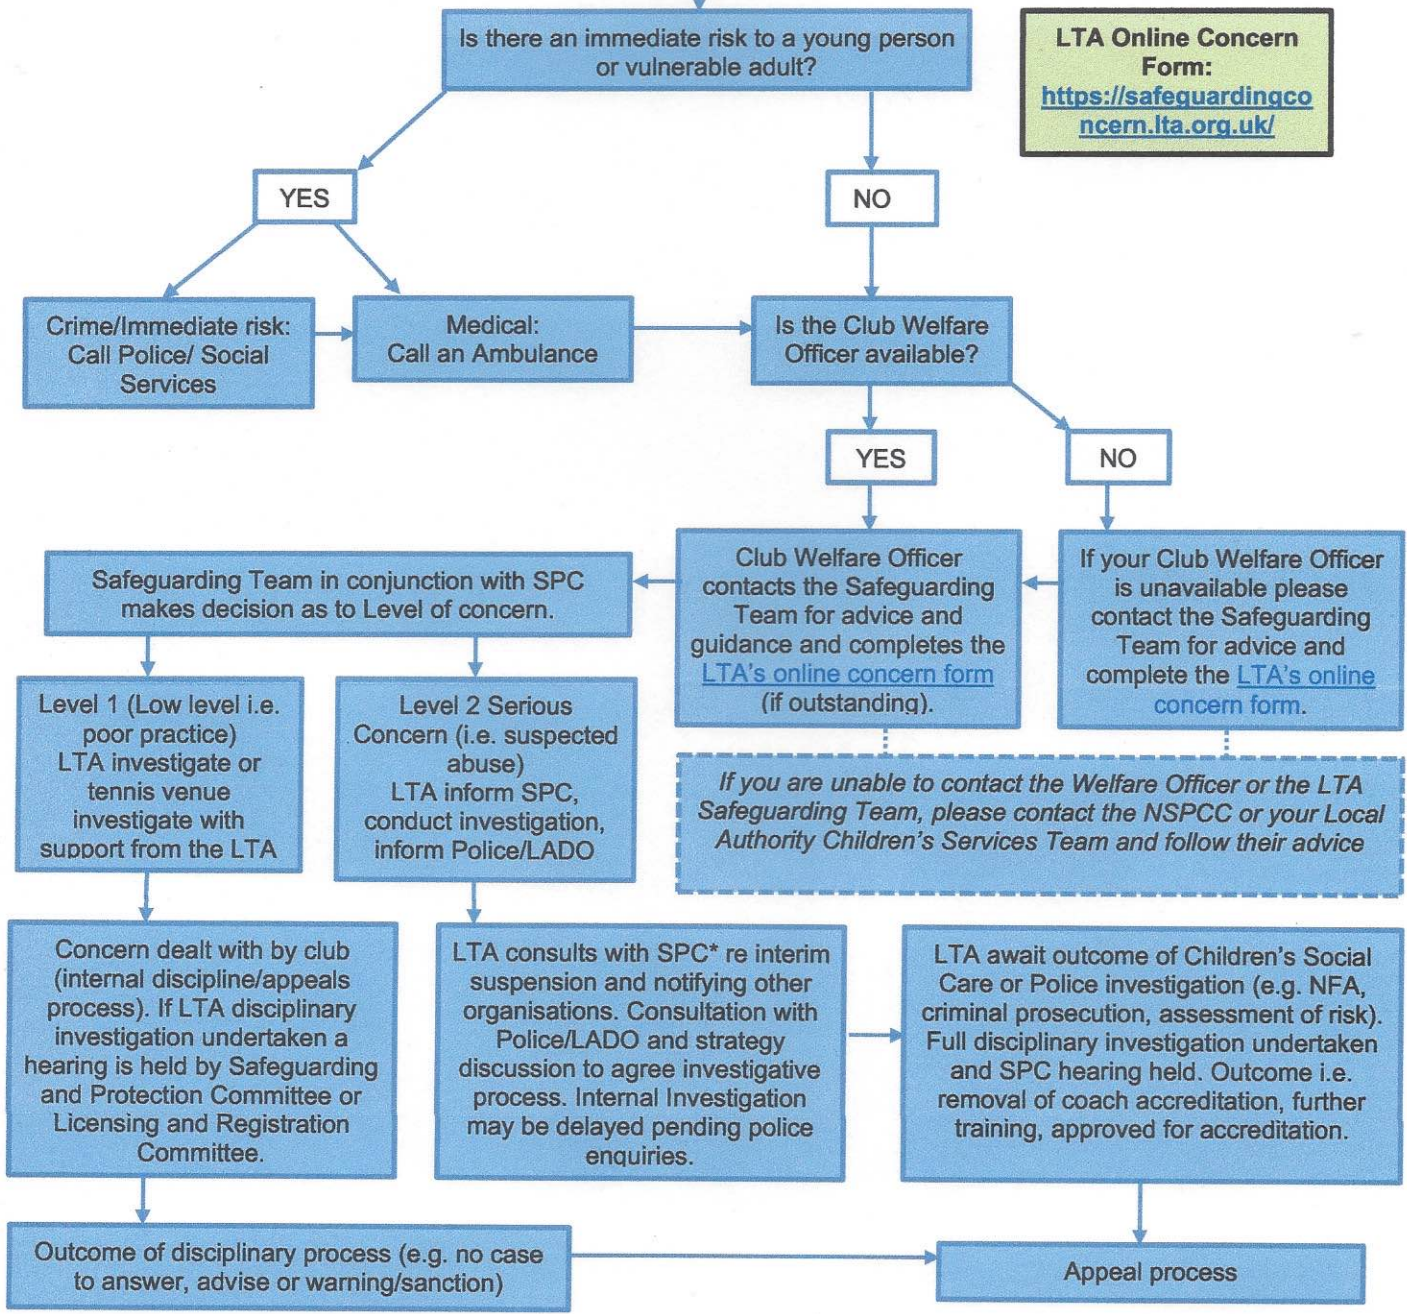 Is there an immediate risk to a young person
or vulnerable adult?
LTA Online Concern
Form:
https://safeguardingco
ncern.lta.org.uk/
YES
NO
Crime/Immediate risk:
Call Police/ Social
Services
Medical:
Call an Ambulance
Is the Club Welfare
Officer available?
YES
NO
Club Welfare Officer
contacts the Safeguarding
Team for advice and
guidance and completes the
LTA's online concern form
(if outstanding).
If your Club Welfare Officer
is unavailable please
contact the Safeguarding
Team for advice and
complete the LTA's online
concern form.
Safeguarding Team in conjunction with SPC
makes decision as to Level of concern.
Level 1 (Low level i.e.
poor practice)
LTA investigate or
tennis venue
investigate with
support from the LTA
Level 2 Serious
Concern (i.e. suspected
abuse)
LTA inform SPC,
conduct investigation,
inform Police/LADO
If you are unable to contact the Welfare Officer or the LTA
Safeguarding Team, please contact the NSPCC or your Local
Authority Children's Services Team and follow their advice
Concern dealt with by club
(internal discipline/appeals
process). If LTA disciplinary
investigation undertaken a
hearing is held by Safeguarding
and Protection Committee or
Licensing and Registration
Committee.
LTA consults with SPC* re interim
suspension and notifying other
organisations. Consultation with
Police/LADO and strategy
discussion to agree investigative
process. Internal Investigation
may be delayed pending police
enquiries.
LTA await outcome of Children's Social
Care or Police investigation (e.g. NFA,
criminal prosecution, assessment of risk).
Full disciplinary investigation undertaken
and SPC hearing held. Outcome i.e.
removal of coach accreditation, further
training, approved for accreditation.
Outcome of disciplinary process (e.g. no case
to answer, advise or warning/sanction)
Appeal process